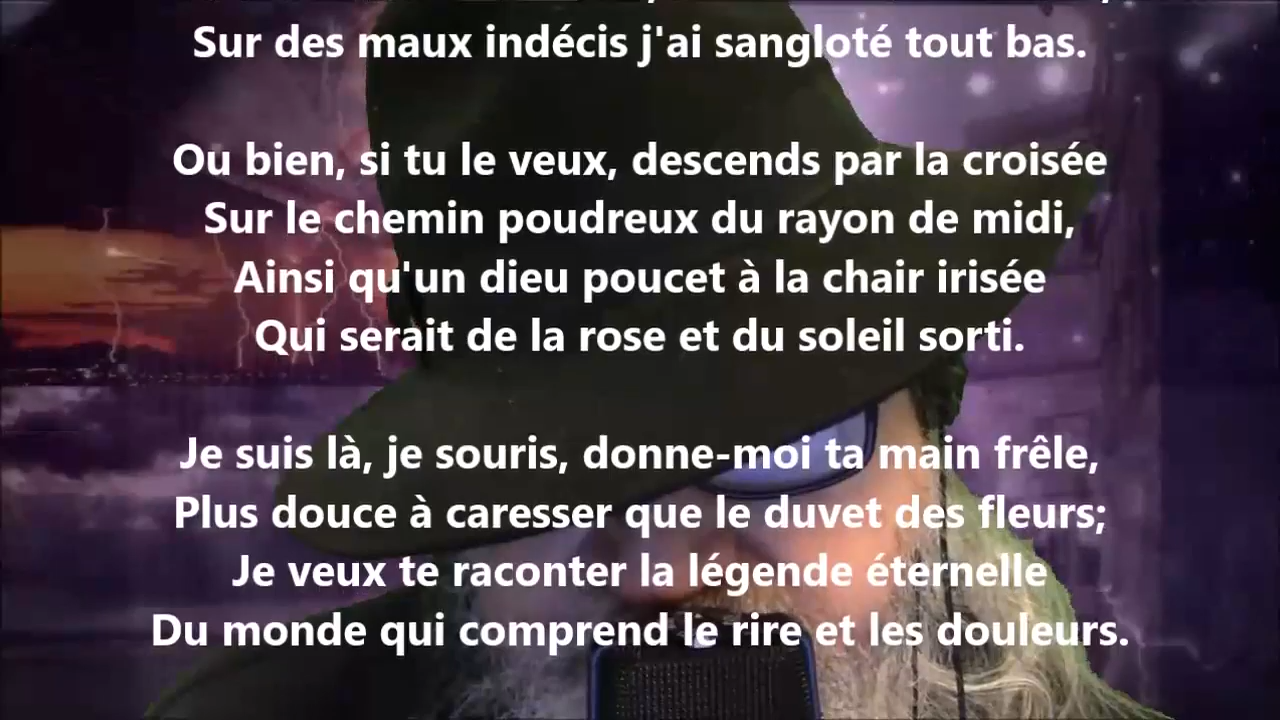 Sur des maux indécis j'ai sangloté tout bas.
Ou bien, si tu le veux, descends par la croisée
Sur le chemin poudreux du rayon de midi,
Ainsi qu'un dieu poucet à la chair irisée
Qui serait de la rose et du soleil sorti.
Je suis là, je souris, donne-moi ta main frêle,
Plus douce à caresser que le duvet des fleurs;
Je veux te raconter la légende éternelle
Du monde qui comprend le rire et les douleurs.